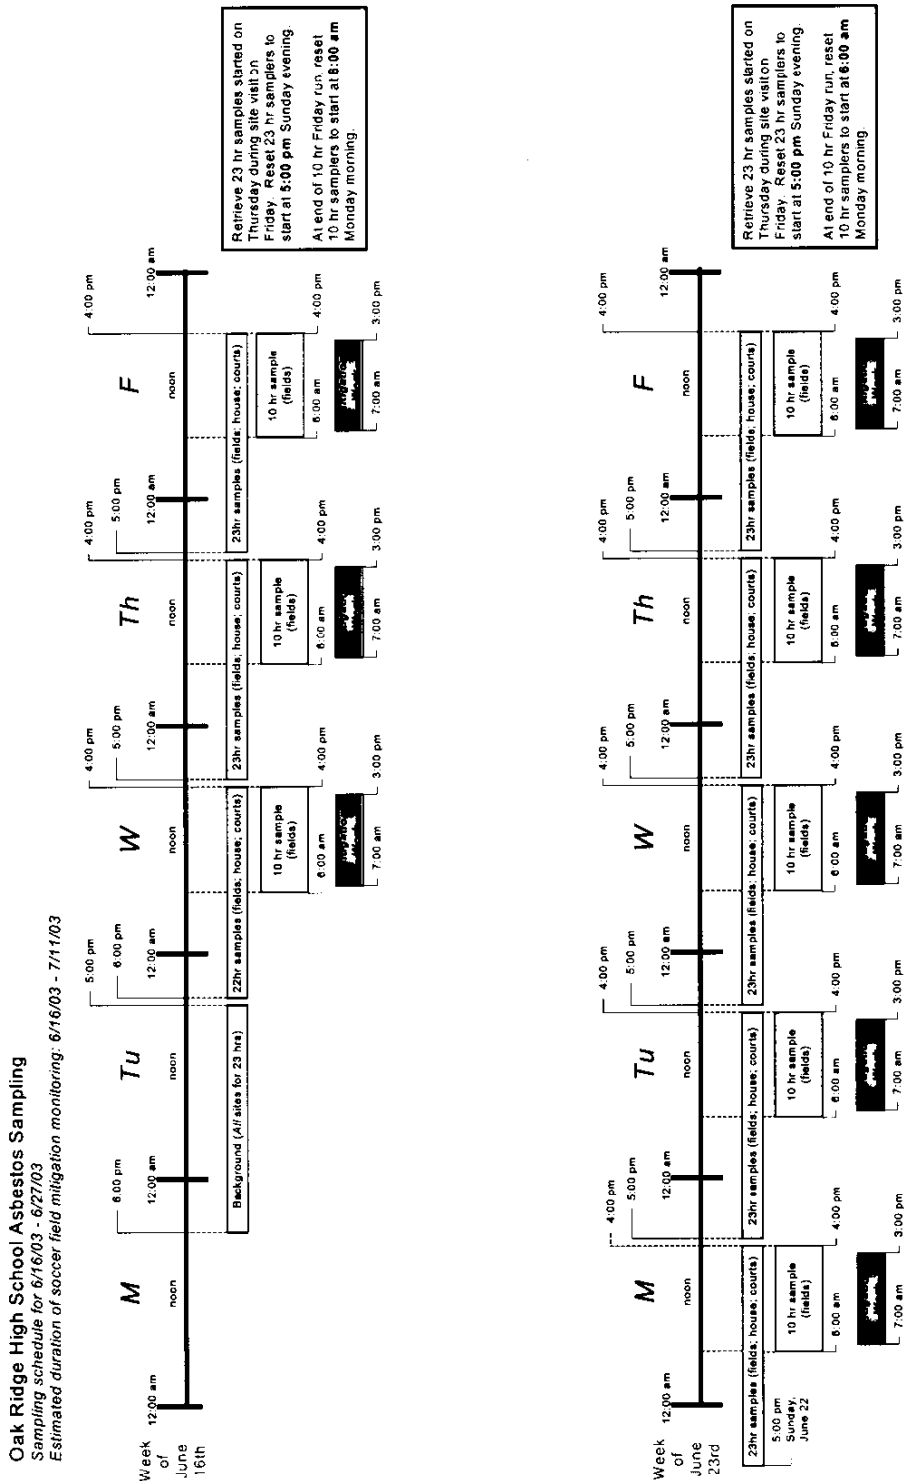 Oak Ridge High School Asbestos Sampling
Sampling schedule for 6/16/03 - 6/27/03
Estimated duration of soccer field mitigation monitoring: 6/16/03 - 7/11/03
Week
of
June
16th
M
Tu
W
Th
F
6:00 pm
5:00 pm
6:00 pm
4:00 pm
5:00 pm
4:00 pm
5:00 pm
4:00 pm
12:00 am
noon
12:00 am
noon
12:00 am
noon
12:00 am
noon
12:00 am
noon
12:00 am
Background (All sites for 23 hrs)
22hr samples (fields; house; courts)
23hr samples (fields; house; courts)
23hr samples (fields; house; courts)
10 hr sample
(fields)
10 hr sample
(fields)
10 hr sample
(fields)
6:00 am
4:00 pm
6:00 am
4:00 pm
6:00 am
4:00 pm
7:00 am
3:00 pm
7:00 am
3:00 pm
7:00 am
3:00 pm
Retrieve 23 hr samples started on
Thursday during site visit on
Friday. Reset 23 hr samplers to
start at 5:00 pm Sunday evening.
At end of 10 hr Friday run, reset
10 hr samplers to start at 6:00 am
Monday morning.
Week
of
June
23rd
M
Tu
W
Th
F
4:00 pm
5:00 pm
4:00 pm
5:00 pm
4:00 pm
5:00 pm
4:00 pm
5:00 pm
4:00 pm
12:00 am
noon
12:00 am
noon
12:00 am
noon
12:00 am
noon
12:00 am
noon
12:00 am
23hr samples (fields; house; courts)
23hr samples (fields; house; courts)
23hr samples (fields; house; courts)
23hr samples (fields; house; courts)
23hr samples (fields; house; courts)
5:00 pm
Sunday,
June 22
10 hr sample
(fields)
10 hr sample
(fields)
10 hr sample
(fields)
10 hr sample
(fields)
10 hr sample
(fields)
6:00 am
4:00 pm
6:00 am
4:00 pm
6:00 am
4:00 pm
6:00 am
4:00 pm
6:00 am
4:00 pm
7:00 am
3:00 pm
7:00 am
3:00 pm
7:00 am
3:00 pm
7:00 am
3:00 pm
7:00 am
3:00 pm
Retrieve 23 hr samples started on
Thursday during site visit on
Friday. Reset 23 hr samplers to
start at 5:00 pm Sunday evening.
At end of 10 hr Friday run, reset
10 hr samplers to start at 6:00 am
Monday morning.